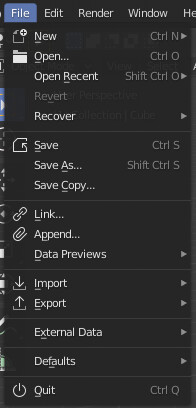 File Edit Render Window He
New Ctrl N
Open... Ctrl O
Open Recent Shift Ctrl O
Revert
Recover
Save Ctrl S
Save As... Shift Ctrl S
Save Copy...
Link...
Append...
Data Previews
Import
Export
External Data
Defaults
Quit Ctrl Q